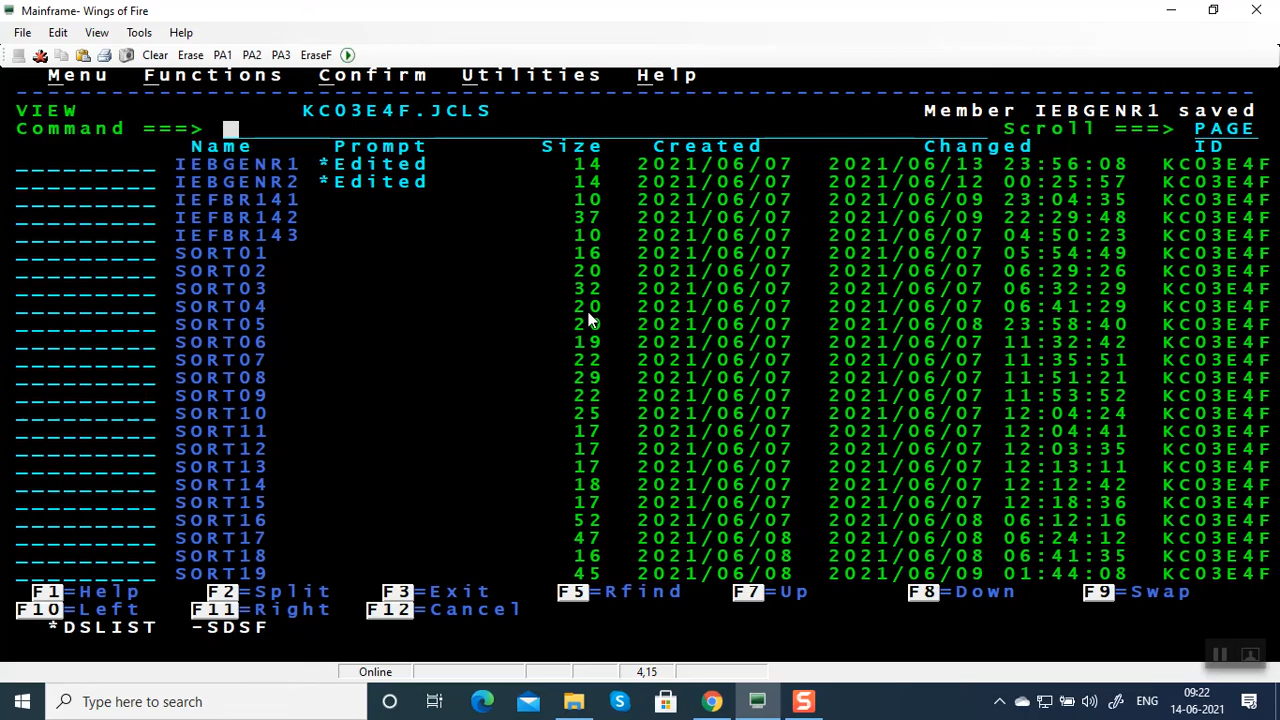 Mainframe- Wings of Fire
File Edit View Tools Help
Clear Erase PA1 PA2 PA3 EraseF
Menu Functions Confirm Utilities Help
VIEW KC03E4F.JCLS Member IEBGENR1 saved
Command ===> Scroll ===> PAGE
Name Prompt Size Created Changed ID
IEBGENR1 *Edited 14 2021/06/07 2021/06/13 23:56:08 KC03E4F
IEBGENR2 *Edited 14 2021/06/07 2021/06/12 00:25:57 KC03E4F
IEFBR141 10 2021/06/07 2021/06/09 23:04:35 KC03E4F
IEFBR142 37 2021/06/07 2021/06/09 22:29:48 KC03E4F
IEFBR143 10 2021/06/07 2021/06/09 04:50:23 KC03E4F
SORT01 16 2021/06/07 2021/06/07 05:54:49 KC03E4F
SORT02 20 2021/06/07 2021/06/07 06:29:26 KC03E4F
SORT03 32 2021/06/07 2021/06/07 06:32:29 KC03E4F
SORT04 20 2021/06/07 2021/06/07 06:41:29 KC03E4F
SORT05 2021/06/07 2021/06/08 23:58:40 KC03E4F
SORT06 19 2021/06/07 2021/06/07 11:32:42 KC03E4F
SORT07 22 2021/06/07 2021/06/07 11:35:51 KC03E4F
SORT08 29 2021/06/07 2021/06/07 11:51:21 KC03E4F
SORT09 22 2021/06/07 2021/06/07 11:53:52 KC03E4F
SORT10 25 2021/06/07 2021/06/07 12:04:24 KC03E4F
SORT11 17 2021/06/07 2021/06/07 12:04:41 KC03E4F
SORT12 17 2021/06/07 2021/06/07 12:03:35 KC03E4F
SORT13 17 2021/06/07 2021/06/07 12:13:11 KC03E4F
SORT14 18 2021/06/07 2021/06/07 12:12:42 KC03E4F
SORT15 17 2021/06/07 2021/06/07 12:18:36 KC03E4F
SORT16 52 2021/06/07 2021/06/08 06:12:16 KC03E4F
SORT17 47 2021/06/08 2021/06/08 06:24:12 KC03E4F
SORT18 16 2021/06/08 2021/06/08 06:41:35 KC03E4F
SORT19 45 2021/06/08 2021/06/09 01:44:08 KC03E4F
F1=Help F2=Split F3=Exit F5=Rfind F7=Up F8=Down F9=Swap
F10=Left F11=Right F12=Cancel
*DSLIST -SDSF
Online 4,15
Type here to search ENG 09:22
14-06-2021